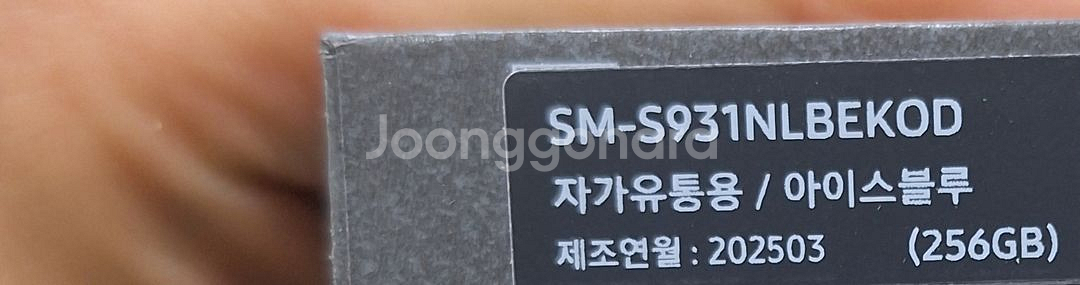 SM-S931NLBEKOD
Joonggonara
자가유통용 / 아이스블루
제조연월 : 202503 (256GB)